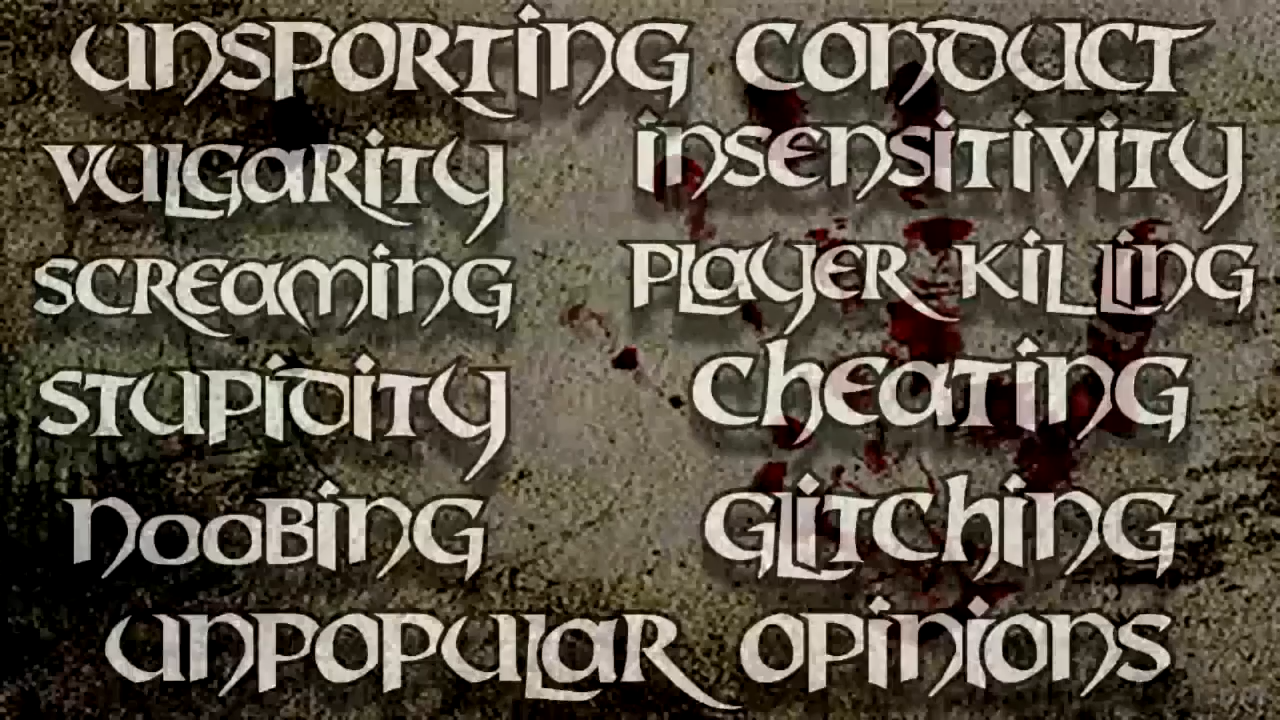 UNSPORTING CONDUCT
VULGARITY
INSENSITIVITY
SCREAMING
PLAYER KILLING
STUPIDITY
CHEATING
NOOBING
GLITCHING
UNPOPULAR OPINIONS